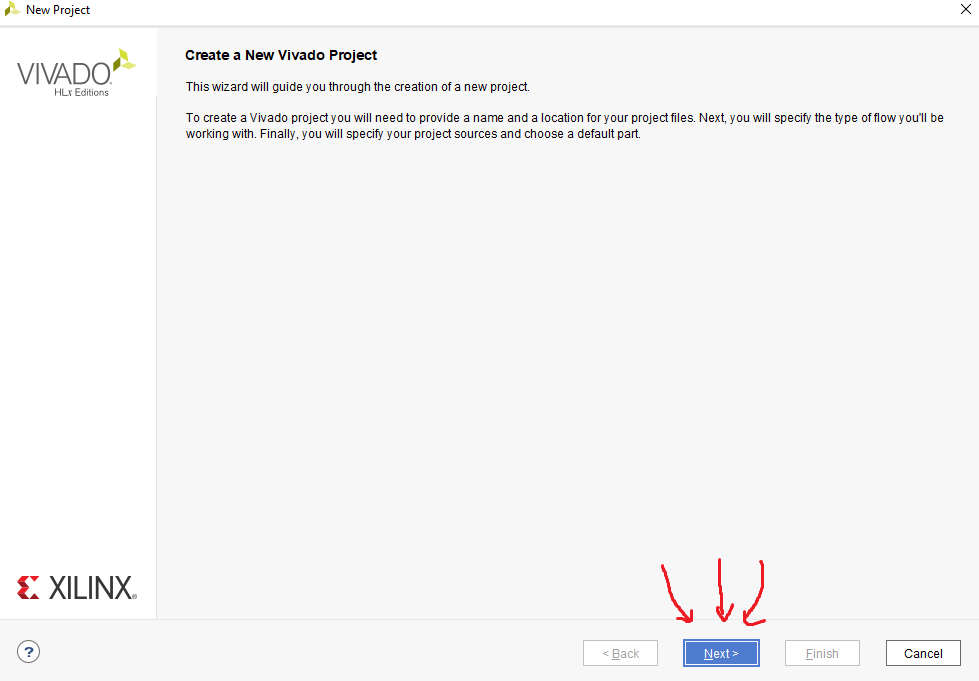 New Project
VIVADO
HLx Editions
Create a New Vivado Project
This wizard will guide you through the creation of a new project.
To create a Vivado project you will need to provide a name and a location for your project files. Next, you will specify the type of flow you'll be
working with. Finally, you will specify your project sources and choose a default part.
XILINX
?
< Back
Next >
Finish
Cancel